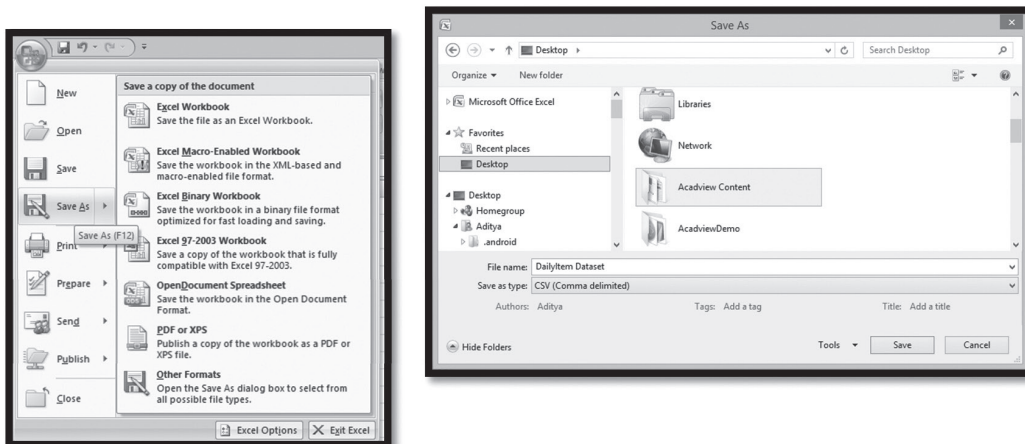 New
Open
Save
Save As
Save As (F12)
Print
Prepare
Send
Publish
Close
Save a copy of the document
Excel Workbook
Save the file as an Excel Workbook.
Excel Macro-Enabled Workbook
Save the workbook in the XML-based and
macro-enabled file format.
Excel Binary Workbook
Save the workbook in a binary file format
optimized for fast loading and saving.
Excel 97-2003 Workbook
Save a copy of the workbook that is fully
compatible with Excel 97-2003.
OpenDocument Spreadsheet
Save the workbook in the Open Document
Format.
PDF or XPS
Publish a copy of the workbook as a PDF or
XPS file.
Other Formats
Open the Save As dialog box to select from
all possible file types.
Excel Options
Exit Excel
Save As
Desktop
Search Desktop
Organize
New folder
Microsoft Office Excel
Favorites
Recent places
Desktop
Desktop
Homegroup
Aditya
.android
Libraries
Network
Acadview Content
AcadviewDemo
File name: DailyItem Dataset
Save as type: CSV (Comma delimited)
Authors: Aditya
Tags: Add a tag
Title: Add a title
Hide Folders
Tools
Save
Cancel